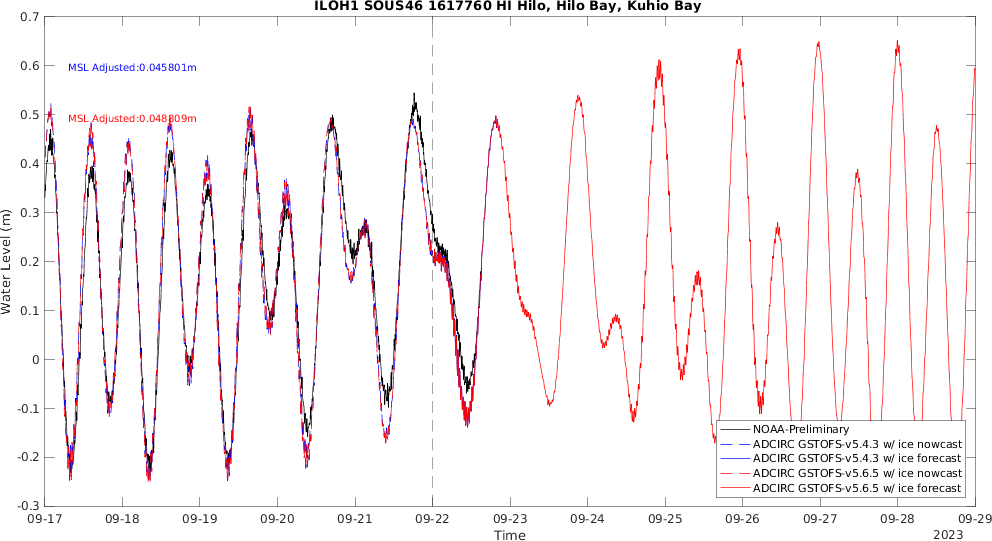 ILOH1 SOUS46 1617760 HI Hilo, Hilo Bay, Kuhio Bay
0.7
0.6
0.5
0.4
0.3
0.2
0.1
0
-0.1
-0.2
-0.3
Water Level (m)
MSL Adjusted:0.045801m
MSL Adjusted:0.048809m
NOAA-Preliminary
ADCIRC GSTOFS-v5.4.3 w/ ice nowcast
ADCIRC GSTOFS-v5.4.3 w/ ice forecast
ADCIRC GSTOFS-v5.6.5 w/ ice nowcast
ADCIRC GSTOFS-v5.6.5 w/ ice forecast
09-17 09-18 09-19 09-20 09-21 09-22 09-23 09-24 09-25 09-26 09-27 09-28 09-29
Time
2023